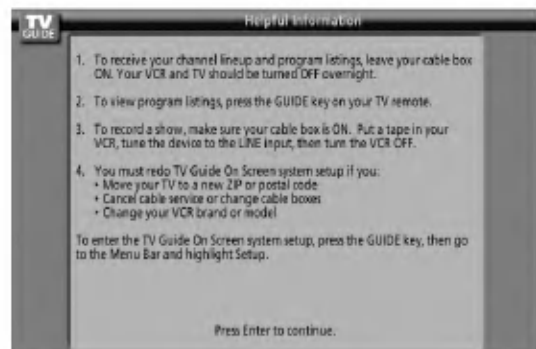 TV
GUIDE
Helpful Information
1. To receive your channel lineup and program listings, leave your cable box
ON. Your VCR and TV should be turned OFF overnight.
2. To view program listings, press the GUIDE key on your TV remote.
3. To record a show, make sure your cable box is ON. Put a tape in your
VCR, tune the device to the LINE input, then turn the VCR OFF.
4. You must redo TV Guide On Screen system setup if you:
• Move your TV to a new ZIP or postal code
• Cancel cable service or change cable boxes
• Change your VCR brand or model
To enter the TV Guide On Screen system setup, press the GUIDE key, then go
to the Menu Bar and highlight Setup.
Press Enter to continue.